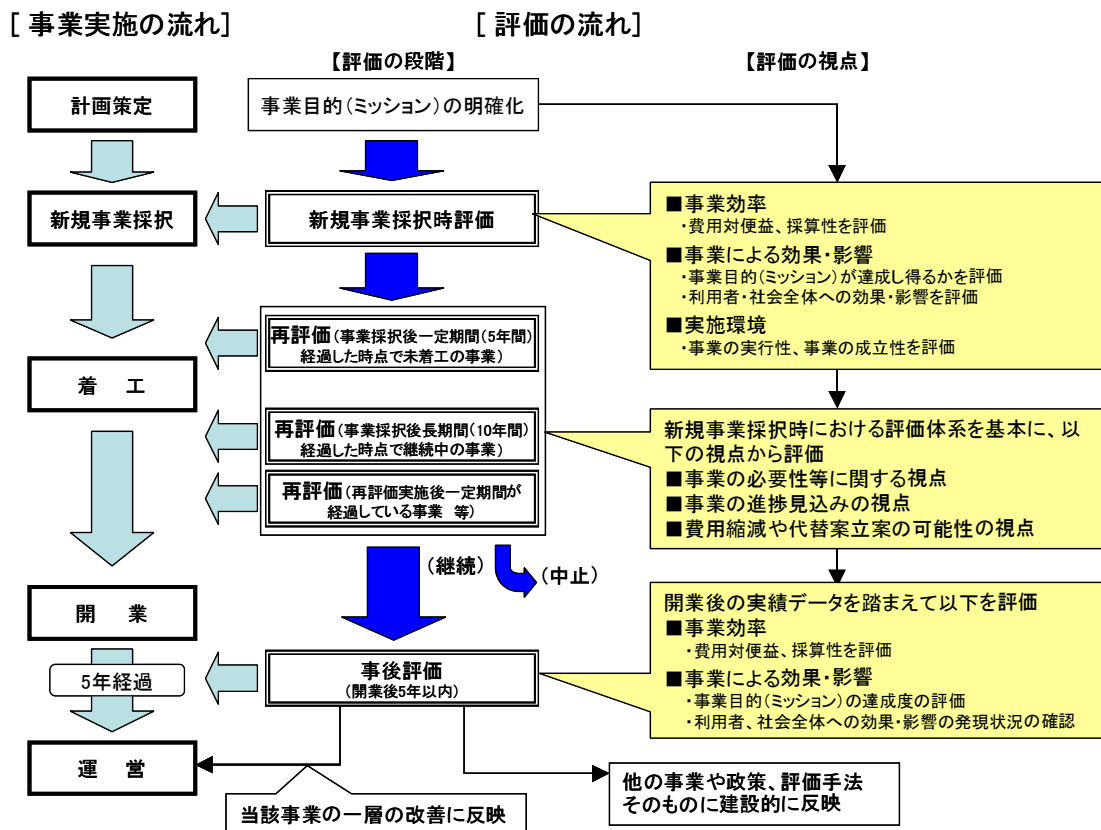 [ 事業実施の流れ]
[ 評価の流れ]
【評価の段階】
【評価の視点】
計画策定
事業目的(ミッション)の明確化
新規事業採択
新規事業採択時評価
■事業効率
・費用対便益、採算性を評価
■事業による効果・影響
・事業目的(ミッション)が達成し得るかを評価
・利用者・社会全体への効果・影響を評価
■実施環境
・事業の実行性、事業の成立性を評価
再評価(事業採択後一定期間(5年間)
経過した時点で未着工の事業)
着 工
再評価(事業採択後長期間(10年間)
経過した時点で継続中の事業)
再評価(再評価実施後一定期間が
経過している事業 等)
新規事業採択時における評価体系を基本に、以
下の視点から評価
■事業の必要性等に関する視点
■事業の進捗見込みの視点
■費用縮減や代替案立案の可能性の視点
(継続)
(中止)
開 業
5年経過
事後評価
(開業後5年以内)
開業後の実績データを踏まえて以下を評価
■事業効率
・費用対便益、採算性を評価
■事業による効果・影響
・事業目的(ミッション)の達成度の評価
・利用者、社会全体への効果・影響の発現状況の確認
運 営
当該事業の一層の改善に反映
他の事業や政策、評価手法
そのものに建設的に反映